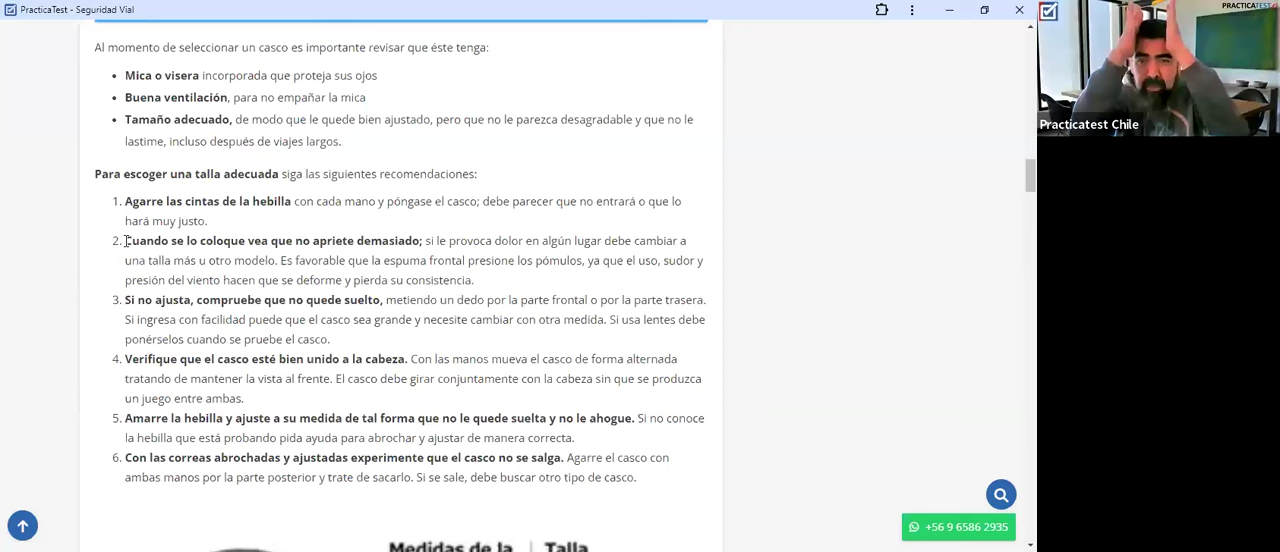 PracticaTest - Seguridad Vial
PRACTICATEST
Al momento de seleccionar un casco es importante revisar que éste tenga:
• Mica o visera incorporada que proteja sus ojos
• Buena ventilación, para no empañar la mica
• Tamaño adecuado, de modo que le quede bien ajustado, pero que no le parezca desagradable y que no le
lastime, incluso después de viajes largos.
Para escoger una talla adecuada siga las siguientes recomendaciones:
1. Agarre las cintas de la hebilla con cada mano y póngase el casco; debe parecer que no entrará o que lo
hará muy justo.
2. Cuando se lo coloque vea que no apriete demasiado; si le provoca dolor en algún lugar debe cambiar a
una talla más u otro modelo. Es favorable que la espuma frontal presione los pómulos, ya que el uso, sudor y
presión del viento hacen que se deforme y pierda su consistencia.
3. Si no ajusta, compruebe que no quede suelto, metiendo un dedo por la parte frontal o por la parte trasera.
Si ingresa con facilidad puede que el casco sea grande y necesite cambiar con otra medida. Si usa lentes debe
ponérselos cuando se pruebe el casco.
4. Verifique que el casco esté bien unido a la cabeza. Con las manos mueva el casco de forma alternada
tratando de mantener la vista al frente. El casco debe girar conjuntamente con la cabeza sin que se produzca
un juego entre ambas.
5. Amarre la hebilla y ajuste a su medida de tal forma que no le quede suelta y no le ahogue. Si no conoce
la hebilla que está probando pida ayuda para abrochar y ajustar de manera correcta.
6. Con las correas abrochadas y ajustadas experimente que el casco no se salga. Agarre el casco con
ambas manos por la parte posterior y trate de sacarlo. Si se sale, debe buscar otro tipo de casco.
Medidas de la Talla
+56 9 6586 2935
Practicatest Chile